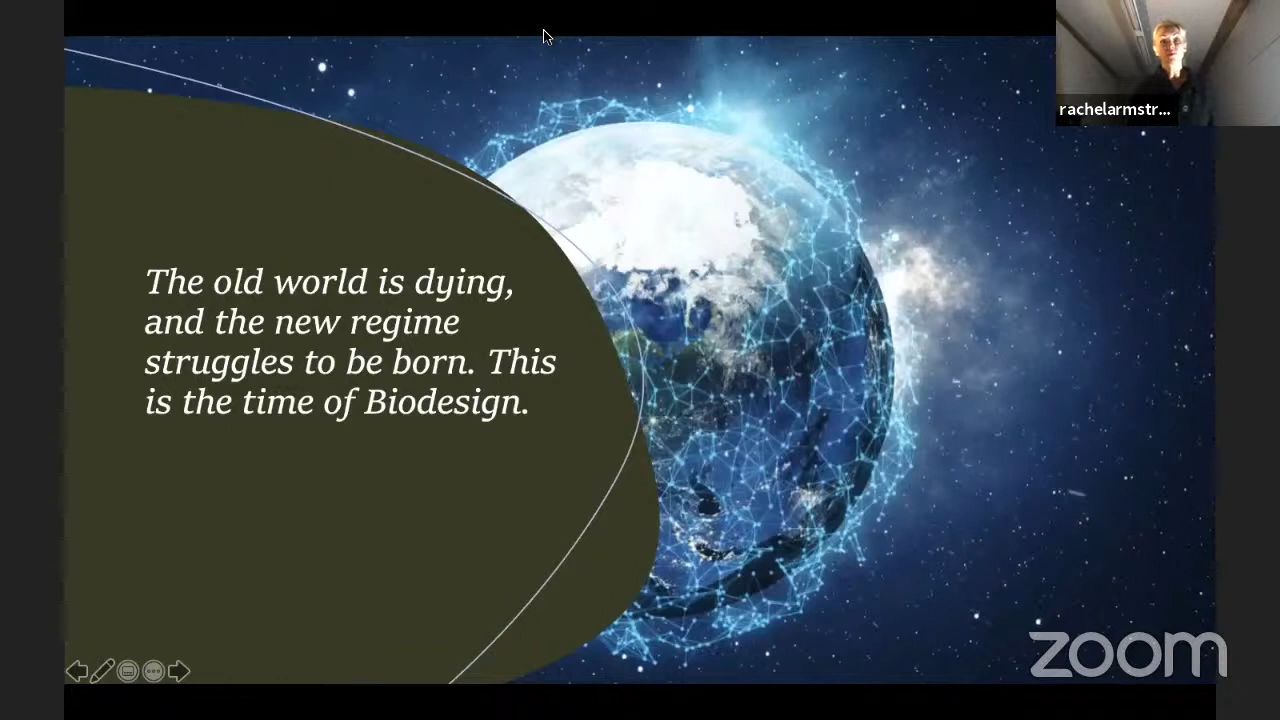 rachelarmstr...
The old world is dying,
and the new regime
struggles to be born. This
is the time of Biodesign.
zoom